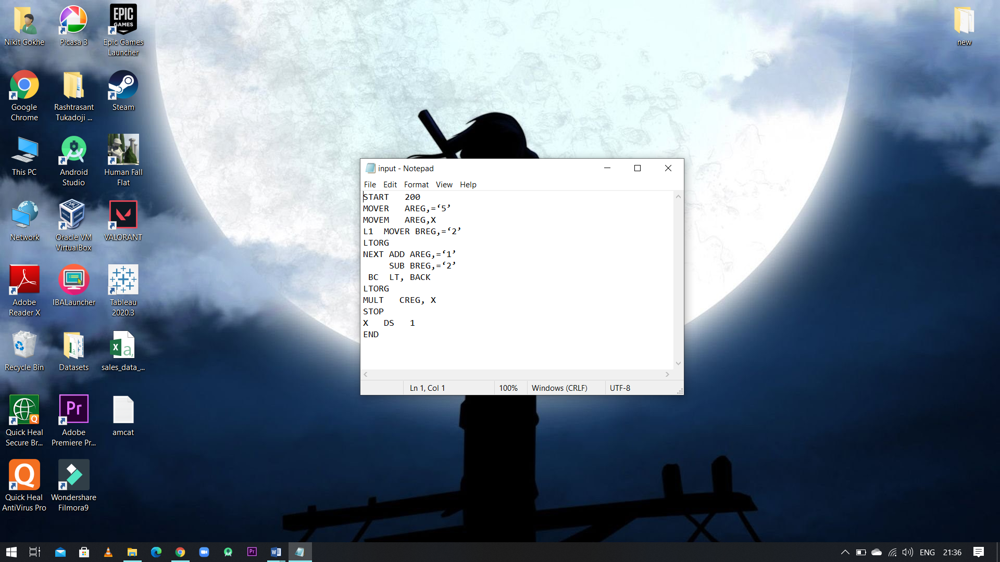 Nikit Gokhe
Picasa 3
EPIC
GAMES
Epic Games
Launcher
new
Google
Chrome
Rashtrasant
Tukadoji ...
Steam
This PC
Android
Studio
Human Fall
Flat
Network
Oracle VM
VirtualBox
VALORANT
Adobe
Reader X
IBALauncher
Tableau
2020.3
Recycle Bin
Datasets
X a,
sales_data_...
Q
Quick Heal
Secure Br...
Pr
Adobe
Premiere Pr...
amcat
Q
Quick Heal
AntiVirus Pro
Wondershare
Filmora9
input - Notepad
File Edit Format View Help
START   200
MOVER   AREG,=‘5’
MOVEM   AREG,X
L1  MOVER BREG,=‘2’
LTORG
NEXT ADD AREG,=‘1’
     SUB BREG,=‘2’
 BC  LT, BACK
LTORG
MULT   CREG, X
STOP
X   DS   1
END
Ln 1, Col 1 100% Windows (CRLF) UTF-8
Pr W ENG 21:36